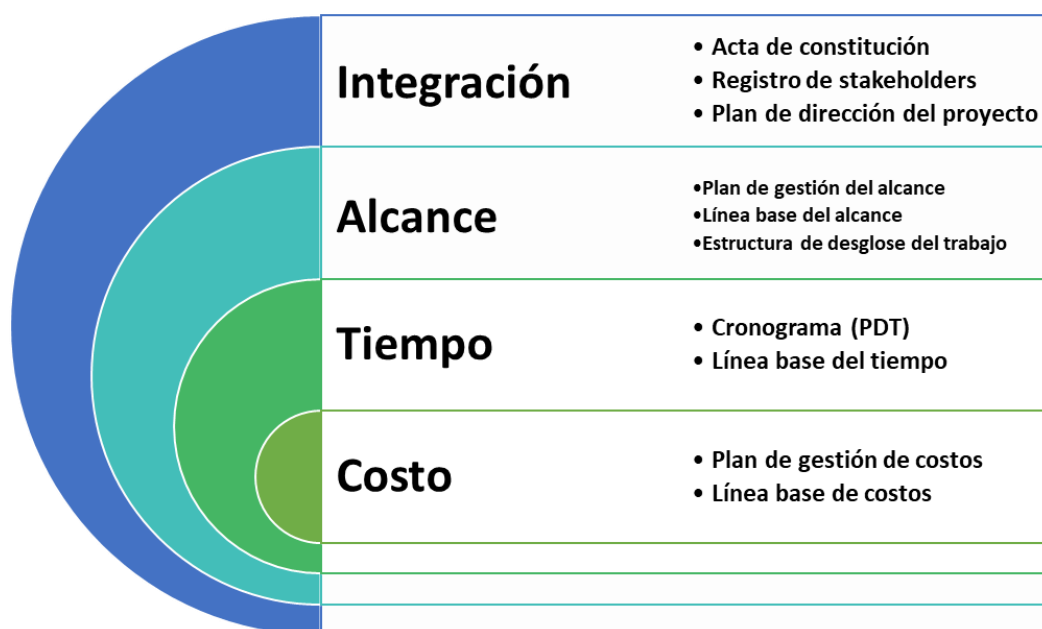 Integración
• Acta de constitución
• Registro de stakeholders
• Plan de dirección del proyecto
Alcance
•Plan de gestión del alcance
•Línea base del alcance
•Estructura de desglose del trabajo
Tiempo
• Cronograma (PDT)
• Línea base del tiempo
Costo
• Plan de gestión de costos
• Línea base de costos